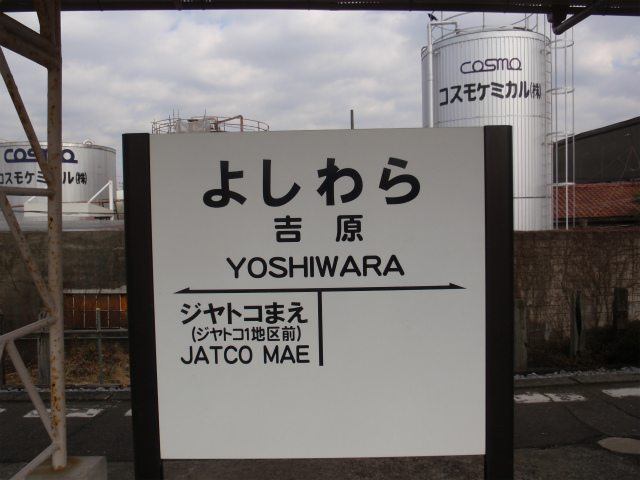 cosmo
コスモケミカル(株)
cosmo
コスモケミカル(株)
よしわら
吉原
YOSHIWARA
ジヤトコまえ
(ジヤトコ1地区前)
JATCO MAE